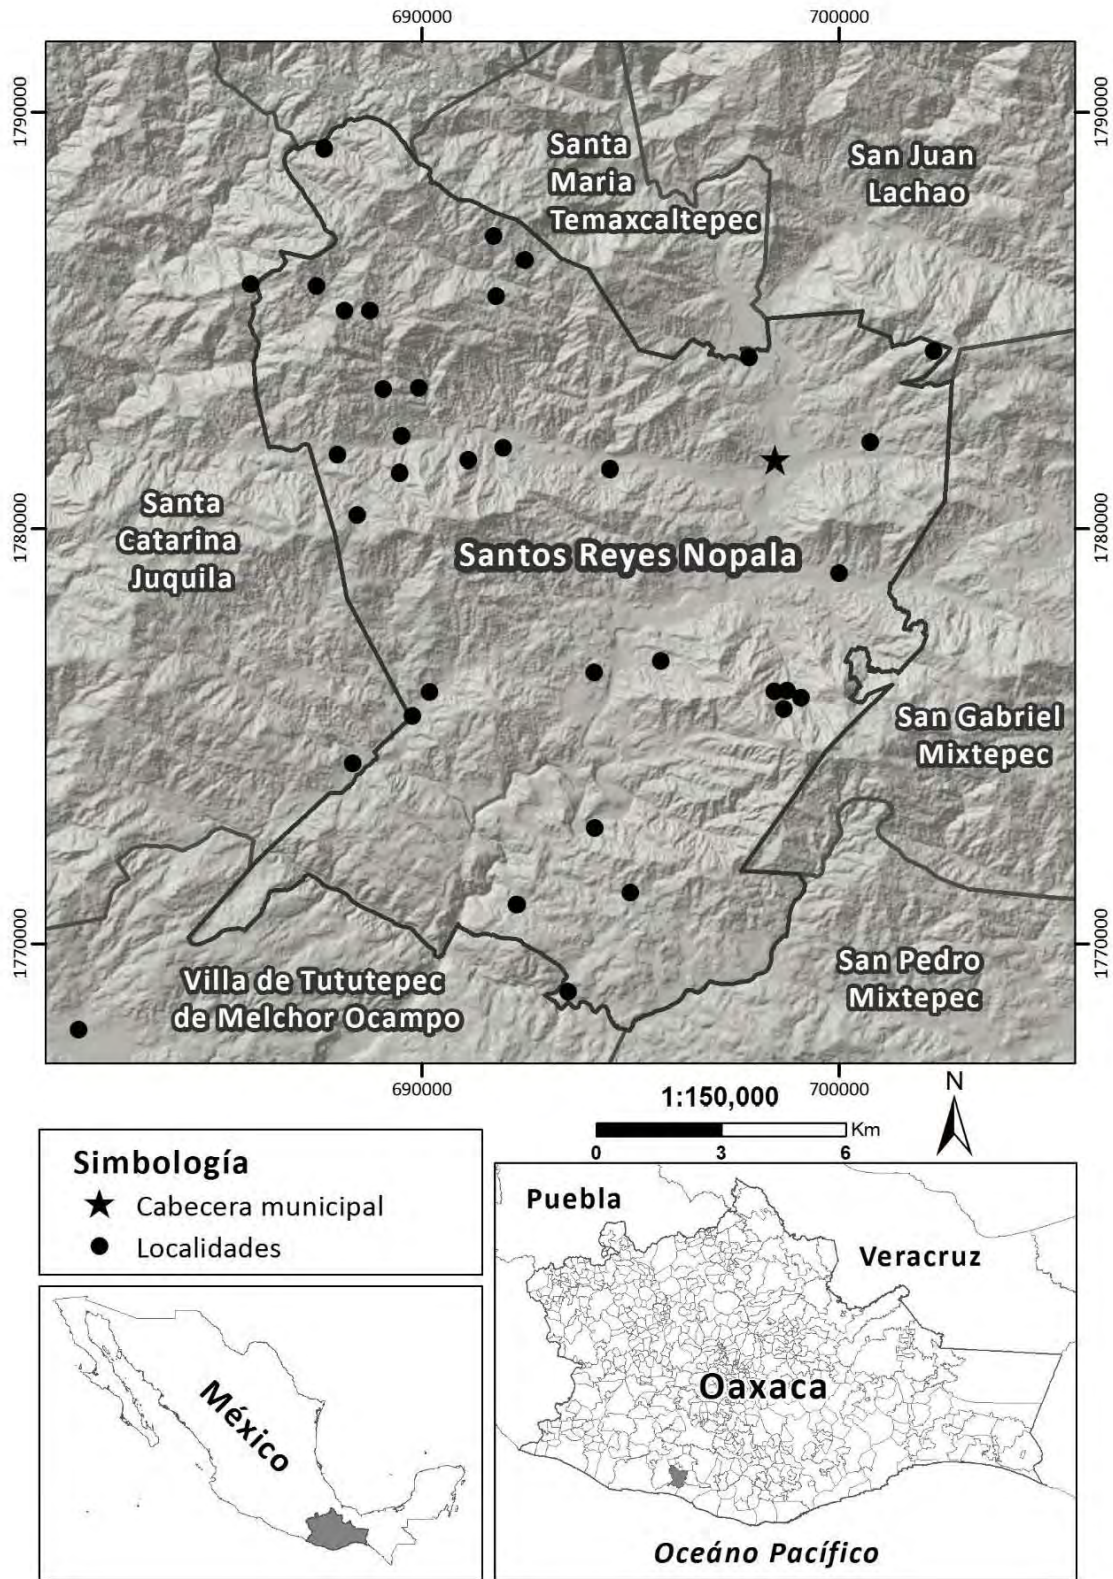 690000
700000
1790000
1790000
Santa
Maria
Temaxcaltepec
San Juan
Lachao
1780000
1780000
Santa
Catarina
Juquila
Santos Reyes Nopala
San Gabriel
Mixtepec
1770000
1770000
Villa de Tututepec
de Melchor Ocampo
San Pedro
Mixtepec
690000
700000
1:150,000
N
Km
0
3
6
Simbología
Cabecera municipal
Localidades
México
Puebla
Veracruz
Oaxaca
Oceáno Pacífico